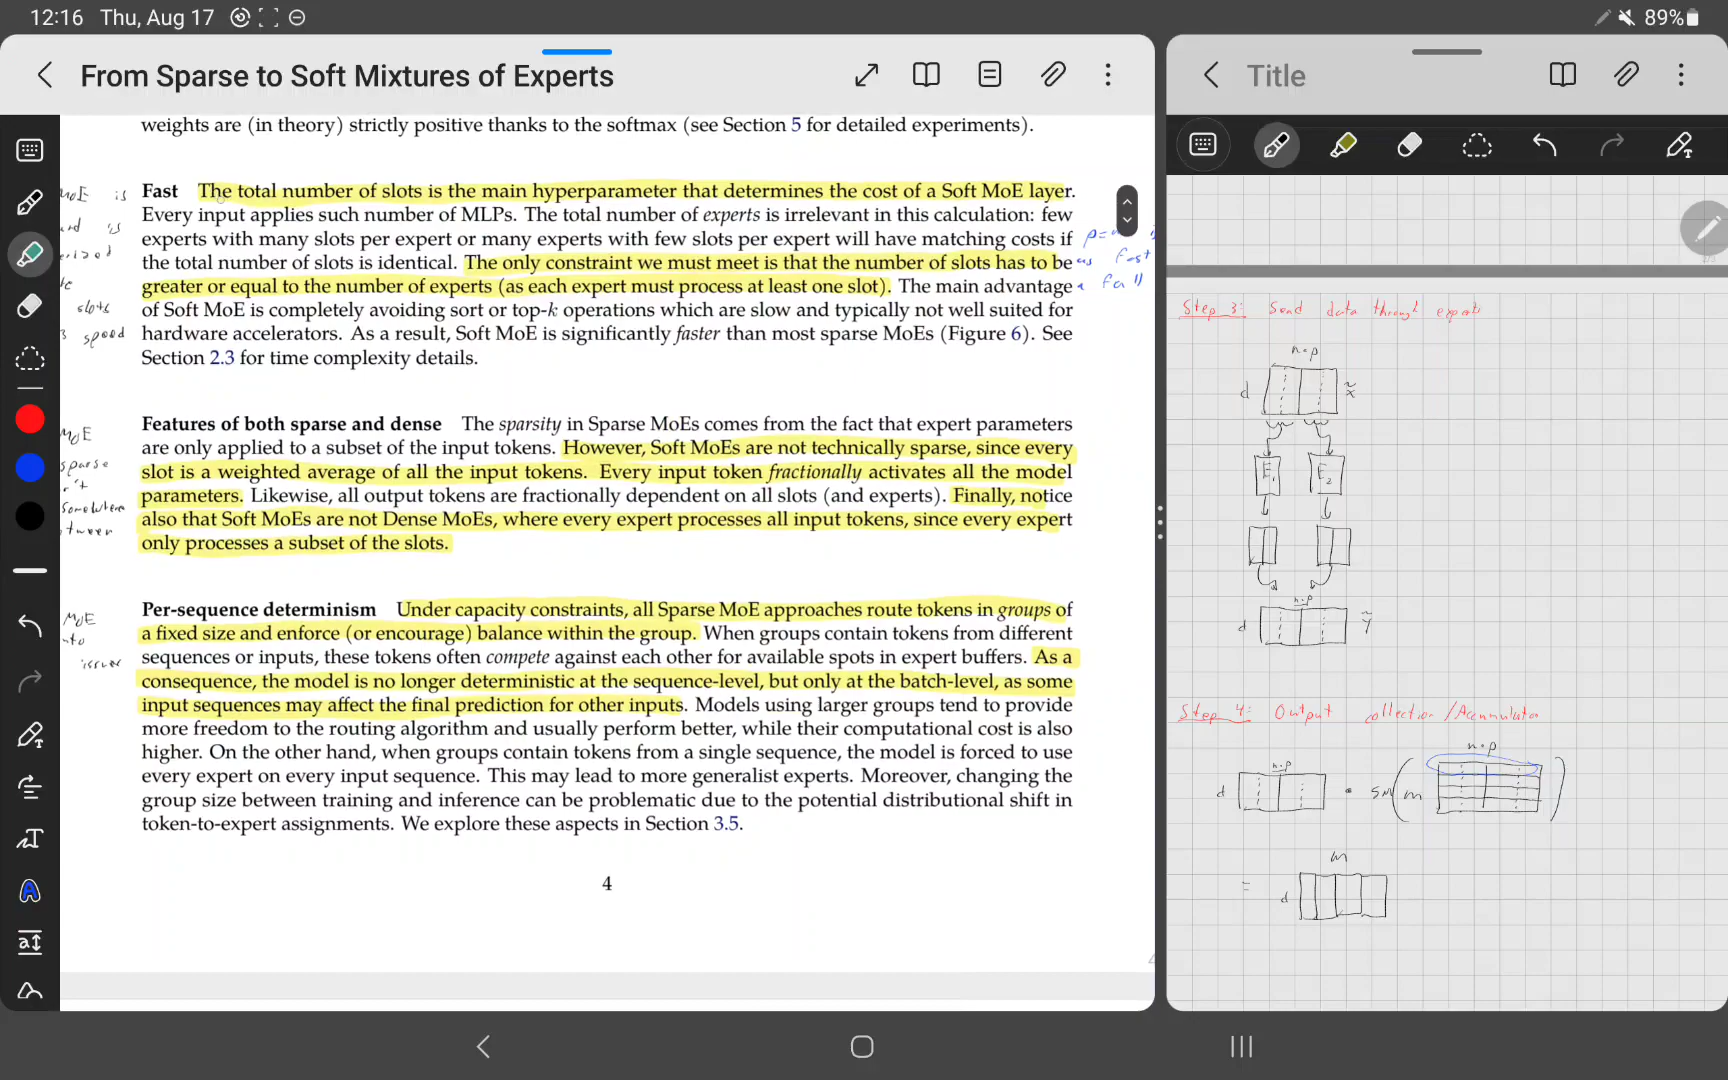 12:16 Thu, Aug 17
89%
From Sparse to Soft Mixtures of Experts
weights are (in theory) strictly positive thanks to the softmax (see Section 5 for detailed experiments).
Fast The total number of slots is the main hyperparameter that determines the cost of a Soft MoE layer.
Every input applies such number of MLPs. The total number of experts is irrelevant in this calculation: few
experts with many slots per expert or many experts with few slots per expert will have matching costs if
the total number of slots is identical. The only constraint we must meet is that the number of slots has to be
greater or equal to the number of experts (as each expert must process at least one slot). The main advantage
of Soft MoE is completely avoiding sort or top-k operations which are slow and typically not well suited for
hardware accelerators. As a result, Soft MoE is significantly faster than most sparse MoEs (Figure 6). See
Section 2.3 for time complexity details.
MoE is
slots
speed
fast
Features of both sparse and dense The sparsity in Sparse MoEs comes from the fact that expert parameters
are only applied to a subset of the input tokens. However, Soft MoEs are not technically sparse, since every
slot is a weighted average of all the input tokens. Every input token fractionally activates all the model
parameters. Likewise, all output tokens are fractionally dependent on all slots (and experts). Finally, notice
also that Soft MoEs are not Dense MoEs, where every expert processes all input tokens, since every expert
only processes a subset of the slots.
MoE
sparse
somewhere
Per-sequence determinism Under capacity constraints, all Sparse MoE approaches route tokens in groups of
a fixed size and enforce (or encourage) balance within the group. When groups contain tokens from different
sequences or inputs, these tokens often compete against each other for available spots in expert buffers. As a
consequence, the model is no longer deterministic at the sequence-level, but only at the batch-level, as some
input sequences may affect the final prediction for other inputs. Models using larger groups tend to provide
more freedom to the routing algorithm and usually perform better, while their computational cost is also
higher. On the other hand, when groups contain tokens from a single sequence, the model is forced to use
every expert on every input sequence. This may lead to more generalist experts. Moreover, changing the
group size between training and inference can be problematic due to the potential distributional shift in
token-to-expert assignments. We explore these aspects in Section 3.5.
MoE
issues
4
Title
Step 3: Send data through experts
n·p
d x̃
E₁ E₂
n·p
d ỹ
Step 4: Output collection/Accumulation
n·p
n·p
d • SM( m )
m
= d